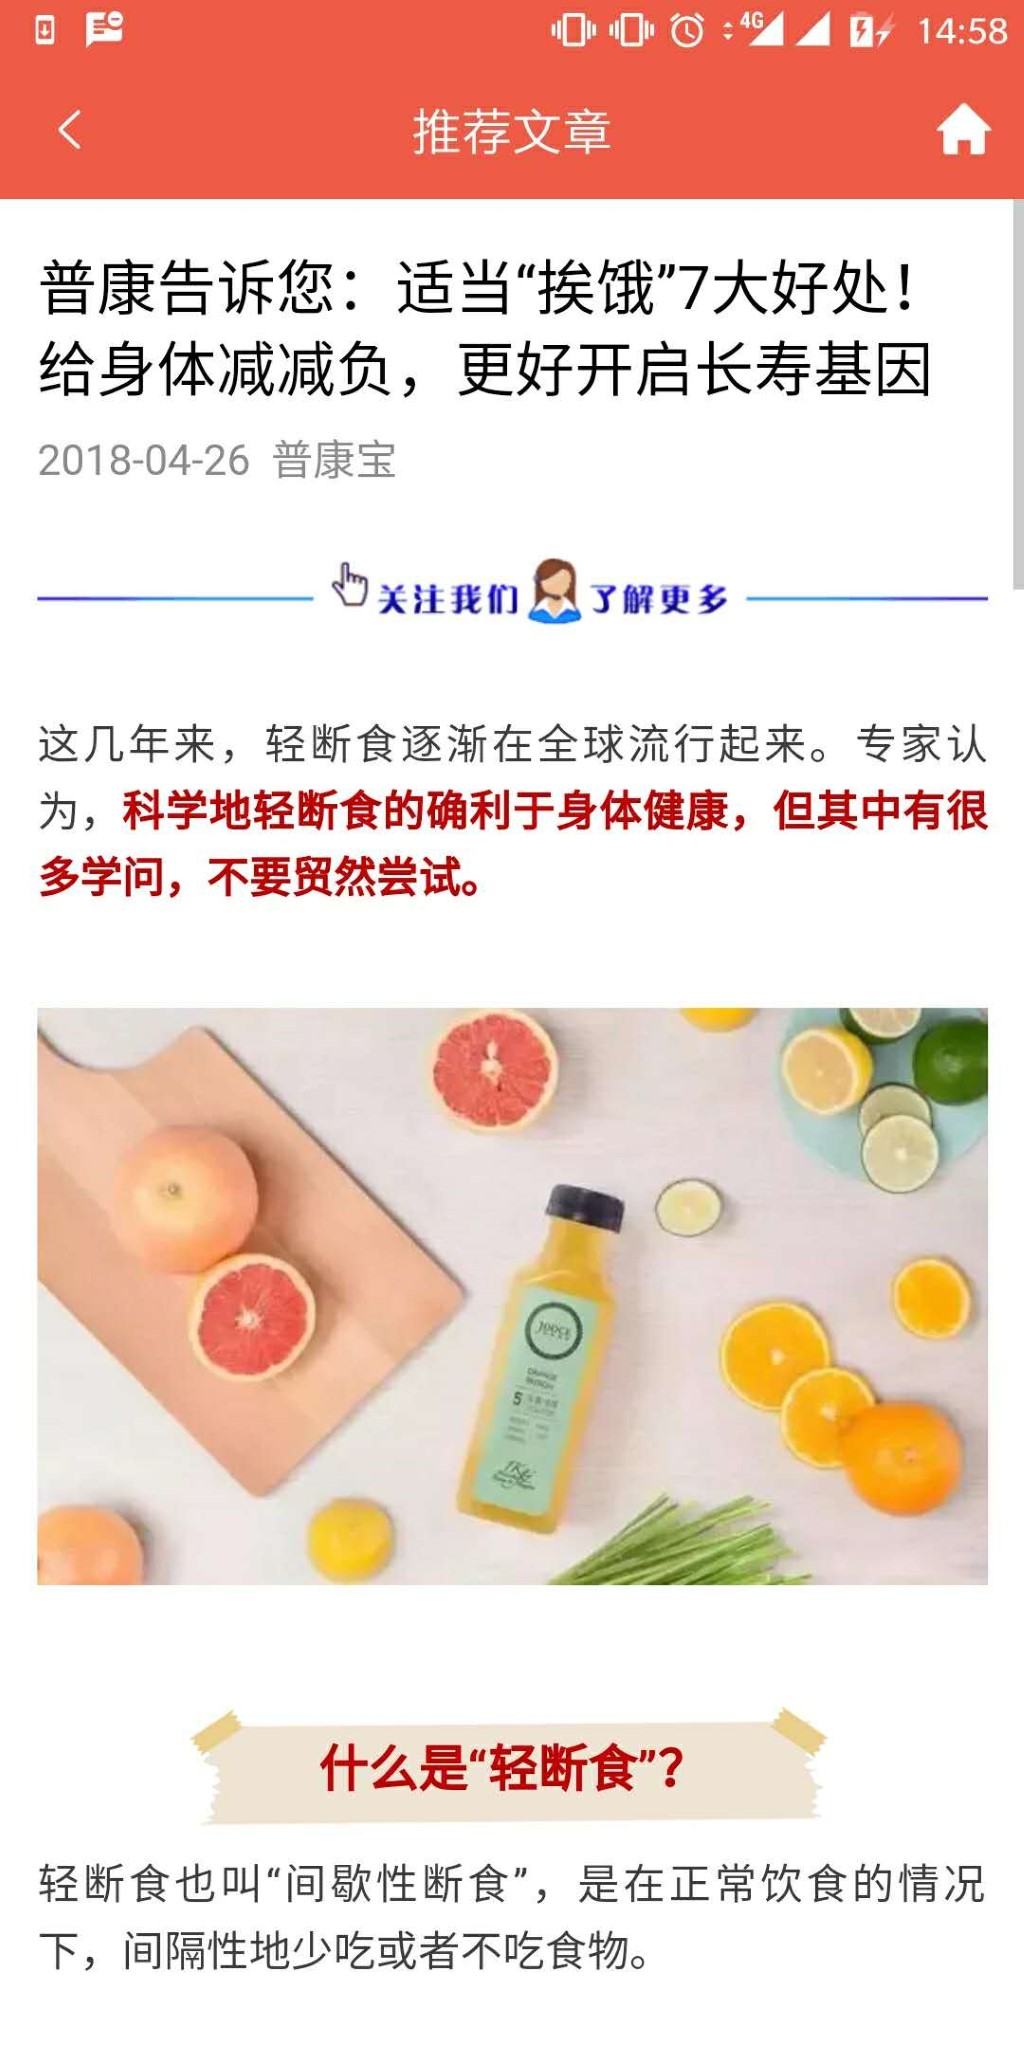 4G 14:58
推荐文章
普康告诉您：适当“挨饿”7大好处！
给身体减减负，更好开启长寿基因
2018-04-26 普康宝
关注我们 了解更多
这几年来，轻断食逐渐在全球流行起来。专家认
为，科学地轻断食的确利于身体健康，但其中有很
多学问，不要贸然尝试。
5
什么是“轻断食”？
轻断食也叫“间歇性断食”，是在正常饮食的情况
下，间隔性地少吃或者不吃食物。